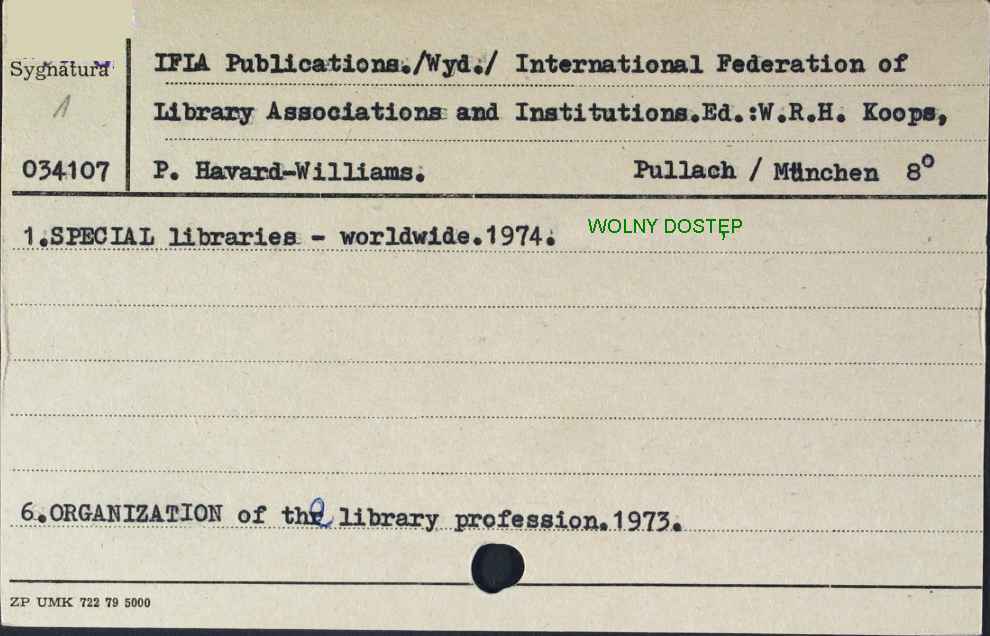 Sygnatura
IFLA Publications./Wyd./ International Federation of
1
Library Associations and Institutions.Ed.:W.R.H. Koops,
034107
P. Havard-Williams. Pullach / München 8°
1.SPECIAL libraries - worldwide.1974.
WOLNY DOSTĘP
6.ORGANIZATION of the library profession.1973.
ZP UMK 722 79 5000